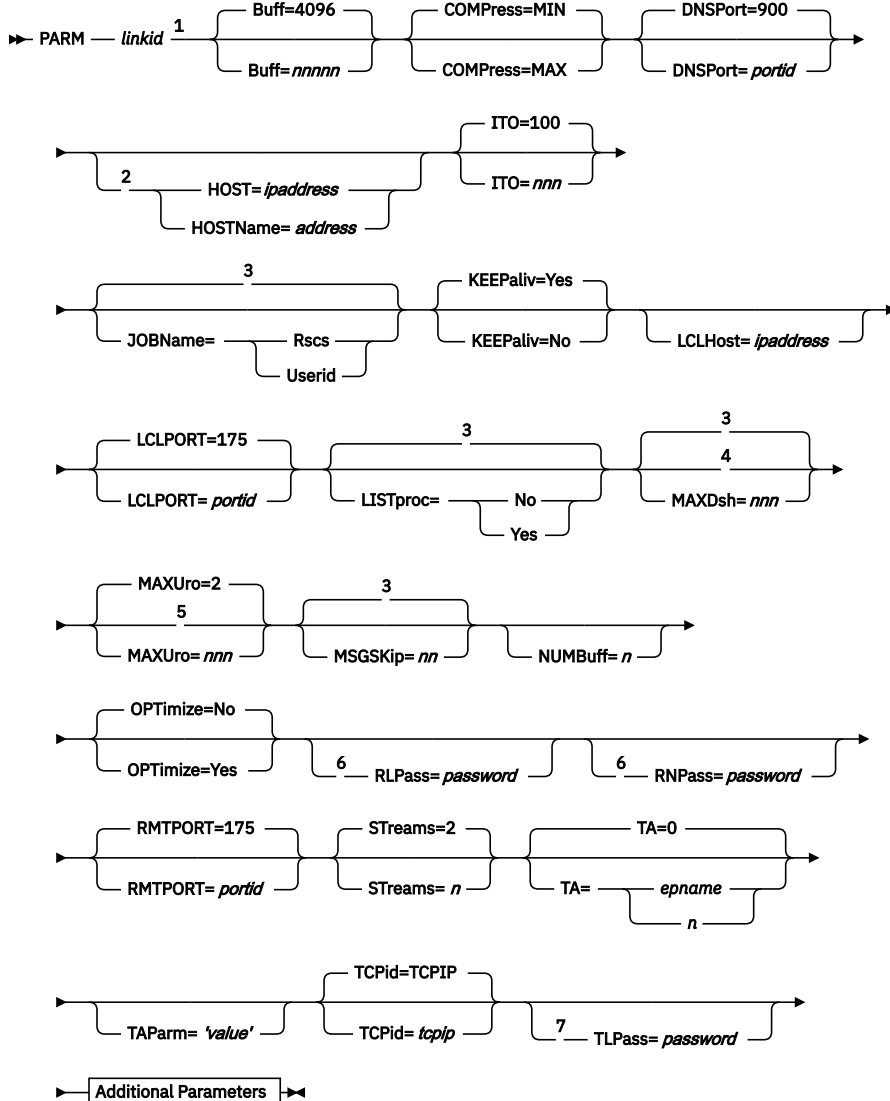 Buff=4096 COMPress=MIN DNSPort=900
PARM linkid 1
Buff=nnnnn COMPress=MAX DNSPort= portid
ITO=100
2 HOST= ipaddress ITO=nnn
HOSTName= address
3 KEEPaliv=Yes
JOBName= Rscs KEEPaliv=No LCLHost= ipaddress
Userid
LCLPORT=175 3 3
4
LCLPORT= portid LISTproc= No MAXDsh= nnn
Yes
MAXUro=2 3
5
MAXUro= nnn MSGSKip= nn NUMBuff= n
OPTimize=No
OPTimize=Yes 6 RLPass= password 6 RNPass= password
RMTPORT=175 STreams=2 TA=0
RMTPORT= portid STreams= n TA= epname
n
TCPid=TCPIP
TAParm= 'value' TCPid= tcpip 7 TLPass= password
Additional Parameters